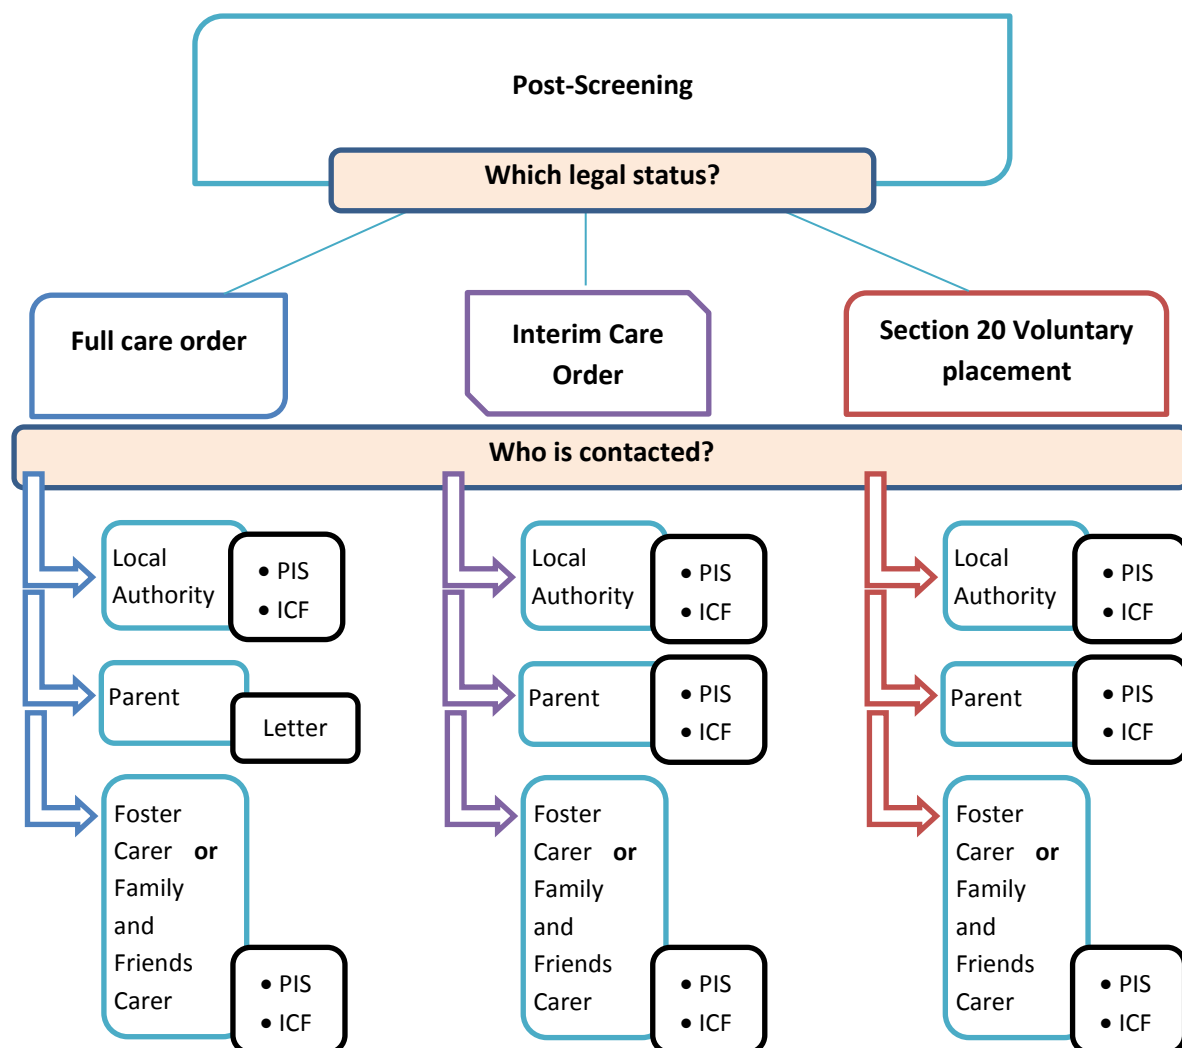 Post-Screening
Which legal status?
Full care order
Interim Care
Order
Section 20 Voluntary
placement
Who is contacted?
Local
Authority
• PIS
• ICF
Parent
Letter
Foster
Carer or
Family
and
Friends
Carer
• PIS
• ICF
Local
Authority
• PIS
• ICF
Parent
• PIS
• ICF
Foster
Carer or
Family
and
Friends
Carer
• PIS
• ICF
Local
Authority
• PIS
• ICF
Parent
• PIS
• ICF
Foster
Carer or
Family
and
Friends
Carer
• PIS
• ICF